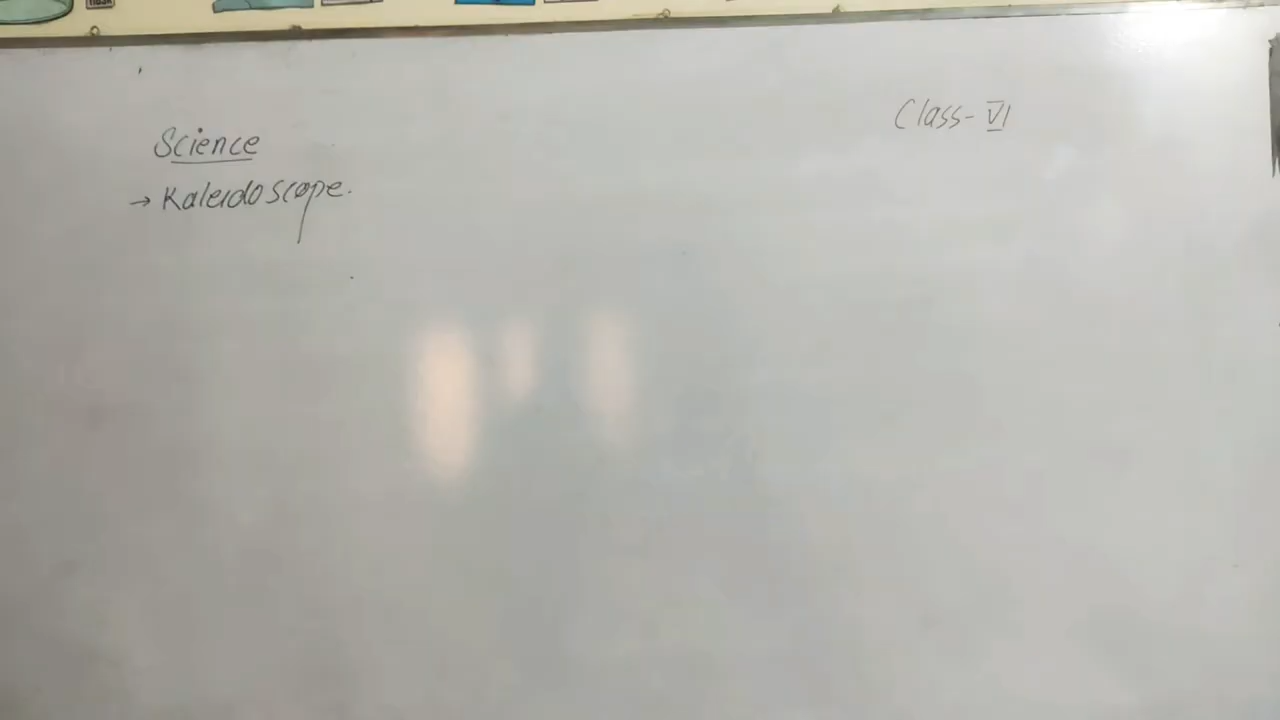 Class-VI
Science
→ Kaleidoscope.